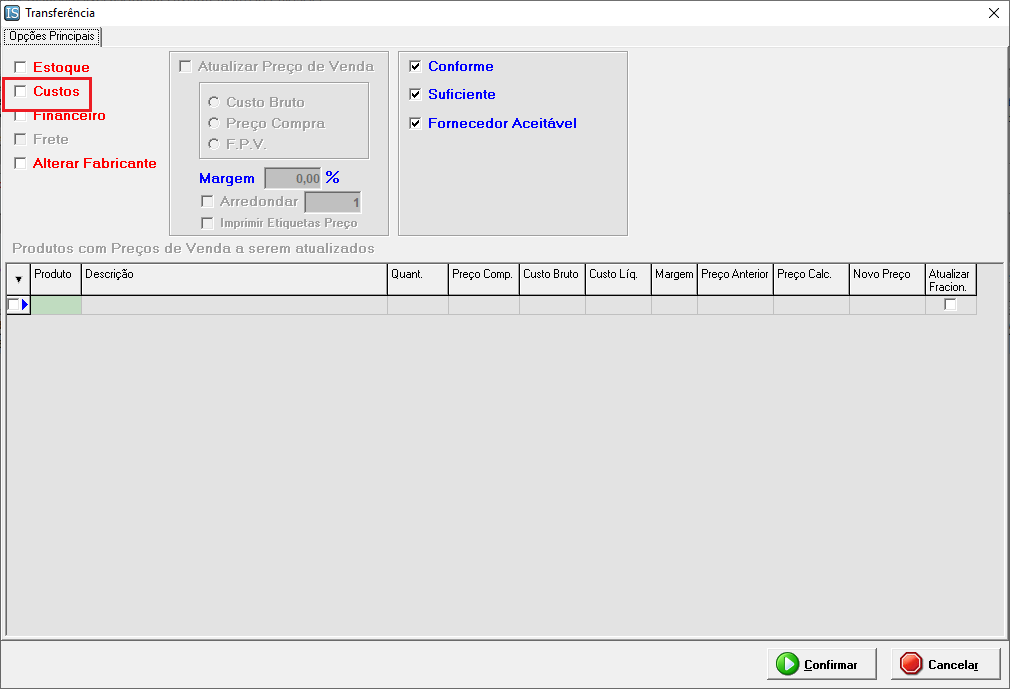 IS Transferência
Opções Principais
Estoque
Custos
Financeiro
Frete
Alterar Fabricante
Atualizar Preço de Venda
Custo Bruto
Preço Compra
F.P.V.
Margem 0,00 %
Arredondar 1
Imprimir Etiquetas Preço
Conforme
Suficiente
Fornecedor Aceitável
Produtos com Preços de Venda a serem atualizados
Produto Descrição Quant. Preço Comp. Custo Bruto Custo Líq. Margem Preço Anterior Preço Calc. Novo Preço Atualizar
Fracion.
Confirmar Cancelar